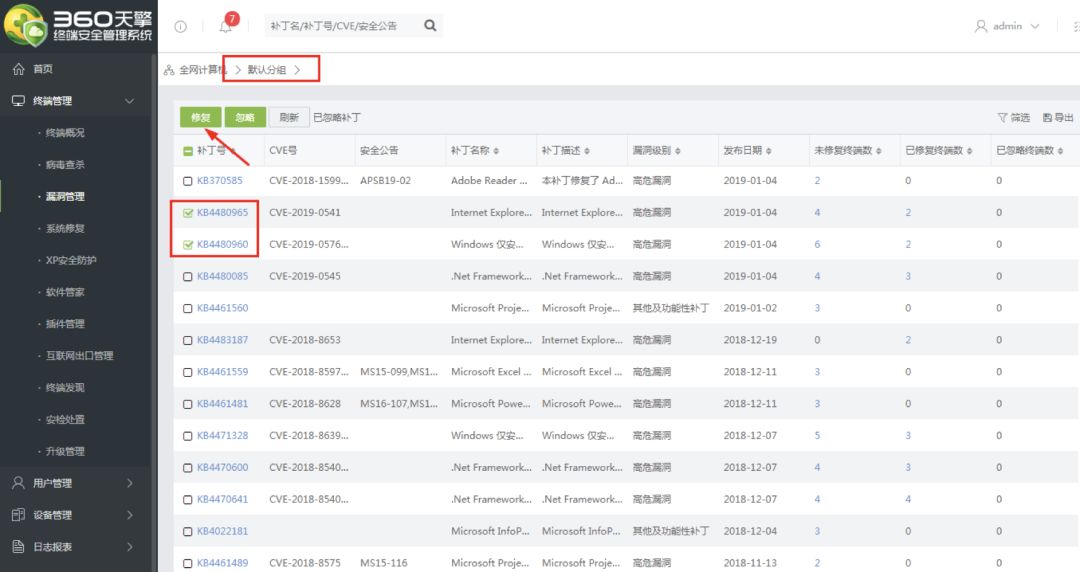 360天擎
终端安全管理系统
7
补丁名/补丁号/CVE/安全公告
admin
首页
终端管理
终端概况
病毒查杀
漏洞管理
系统修复
XP安全防护
软件管家
插件管理
互联网出口管理
终端发现
安检处置
升级管理
用户管理
设备管理
日志报表
全网计算机 > 默认分组 >
修复 忽略 刷新 已忽略补丁 筛选 导出
补丁号 CVE号 安全公告 补丁名称 补丁描述 漏洞级别 发布日期 未修复终端数 已修复终端数 已忽略终端数
KB370585 CVE-2018-1599... APSB19-02 Adobe Reader ... 本补丁修复了 Ad... 高危漏洞 2019-01-04 2 0 0
KB4480965 CVE-2019-0541 Internet Explore... Internet Explore... 高危漏洞 2019-01-04 4 2 0
KB4480960 CVE-2019-0576... Windows 仅安... Windows 仅安... 高危漏洞 2019-01-04 6 2 0
KB4480085 CVE-2019-0545 .Net Framework... .Net Framework... 高危漏洞 2019-01-04 4 3 0
KB4461560 Microsoft Proje... Microsoft Proje... 其他及功能性补丁 2019-01-02 3 0 0
KB4483187 CVE-2018-8653 Internet Explore... Internet Explore... 高危漏洞 2018-12-19 0 2 0
KB4461559 CVE-2018-8597... MS15-099,MS1... Microsoft Excel ... Microsoft Excel ... 高危漏洞 2018-12-11 3 0 0
KB4461481 CVE-2018-8628 MS16-107,MS1... Microsoft Powe... Microsoft Powe... 高危漏洞 2018-12-11 3 0 0
KB4471328 CVE-2018-8639... Windows 仅安... Windows 仅安... 高危漏洞 2018-12-07 5 3 0
KB4470600 CVE-2018-8540... .Net Framework... .Net Framework... 高危漏洞 2018-12-07 4 3 0
KB4470641 CVE-2018-8540... .Net Framework... .Net Framework... 高危漏洞 2018-12-07 4 4 0
KB4022181 Microsoft InfoP... Microsoft InfoP... 其他及功能性补丁 2018-12-04 3 0 0
KB4461489 CVE-2018-8575 MS15-116 Microsoft Proje... Microsoft Proje... 高危漏洞 2018-11-13 2 0 0